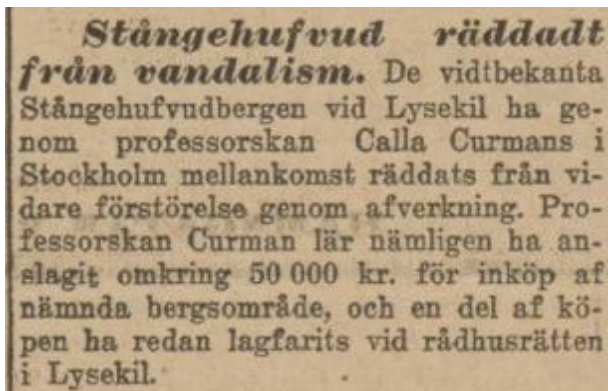 Stångehufvud räddadt
från vandalism. De vidtbekanta
Stångehufvudbergen vid Lysekil ha ge-
nom professorskan Calla Curmans i
Stockholm mellankomst räddats från vi-
dare förstörelse genom afverkning. Pro-
fessorskan Curman lär nämligen ha an-
slagit omkring 50 000 kr. för inköp af
nämnda bergsområde, och en del af kö-
pen ha redan lagfarits vid rådhusrätten
i Lysekil.